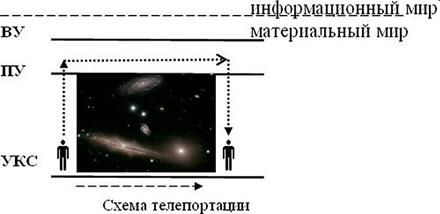 информационный мир
ВУ материальный мир
ПУ
УКС
Схема телепортации